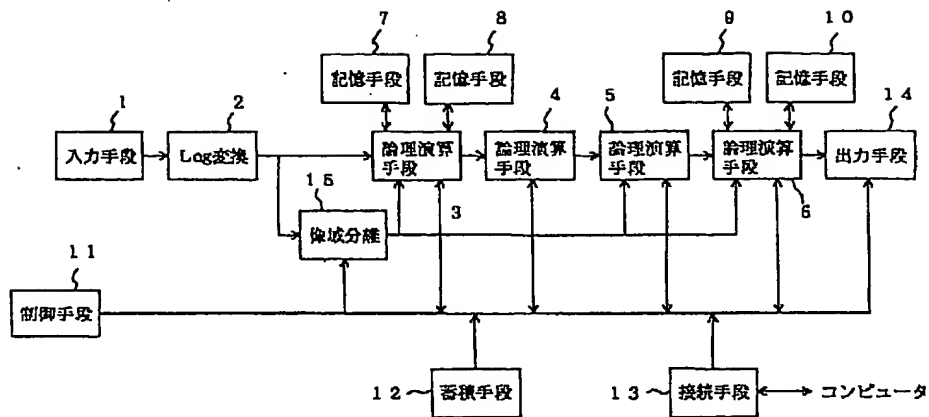 7
8
9
10
記憶手段
記憶手段
記憶手段
記憶手段
1
2
4
5
14
入力手段
Log変換
論理演算
手段
論理演算
手段
論理演算
手段
論理演算
手段
出力手段
15
3
6
像域分離
11
制御手段
12
蓄積手段
13
接続手段
コンピュータ